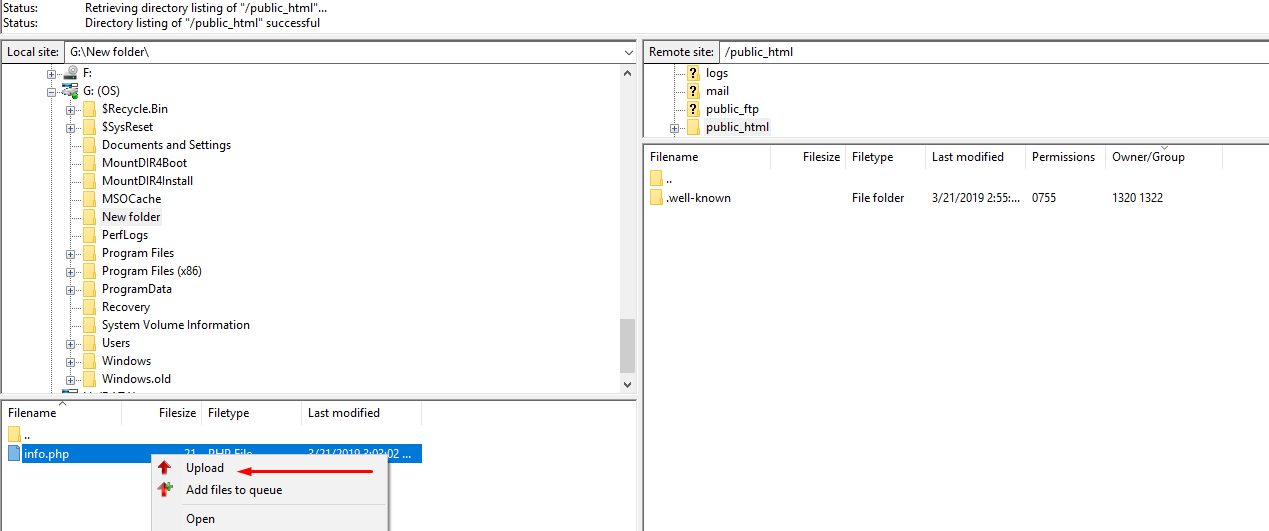 Status: Retrieving directory listing of "/public_html"...
Status: Directory listing of "/public_html" successful
Local site: G:\New folder\
F:
G: (OS)
$Recycle.Bin
$SysReset
Documents and Settings
MountDIR4Boot
MountDIR4Install
MSOCache
New folder
PerfLogs
Program Files
Program Files (x86)
ProgramData
Recovery
System Volume Information
Users
Windows
Windows.old
Filename Filesize Filetype Last modified
..
info.php 21 PHP File 3/21/2019 3:03:02 ...
Upload
Add files to queue
Open
Remote site: /public_html
logs
mail
public_ftp
public_html
Filename Filesize Filetype Last modified Permissions Owner/Group
..
.well-known File folder 3/21/2019 2:55:... 0755 1320 1322